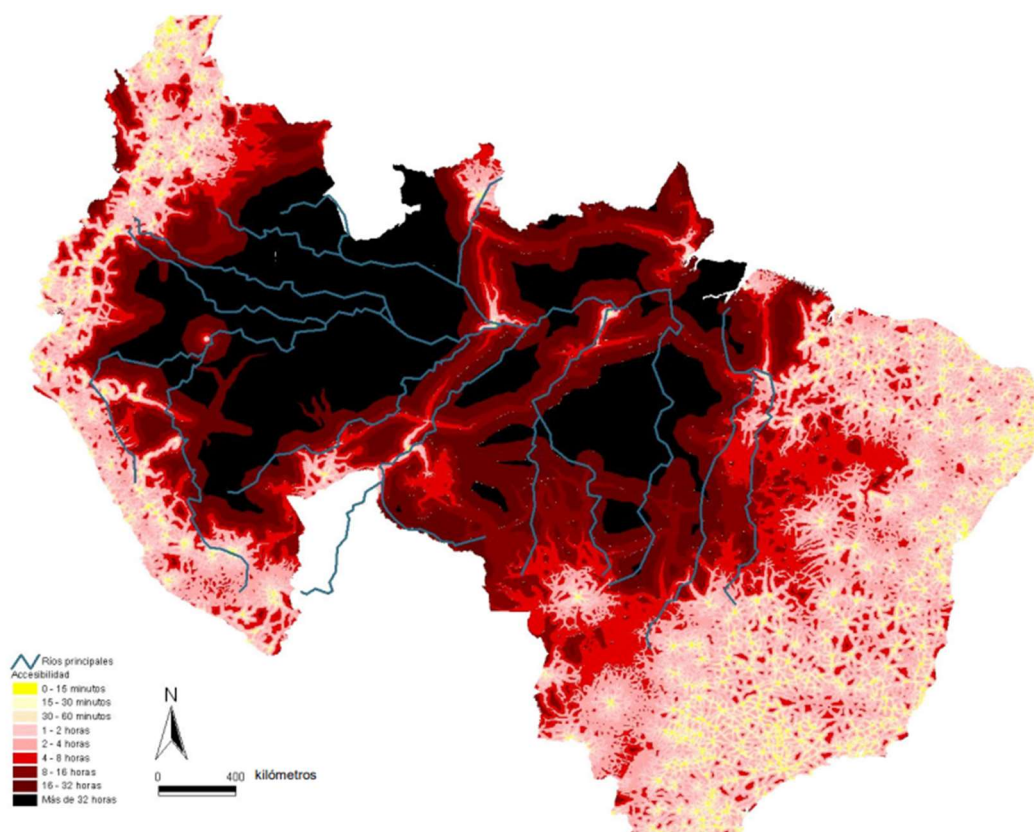 Ríos principales
Accesibilidad
0 - 15 minutos
15 - 30 minutos
30 - 60 minutos
1 - 2 horas
2 - 4 horas
4 - 8 horas
8 - 16 horas
16 - 32 horas
Más de 32 horas
N
0 400 kilómetros